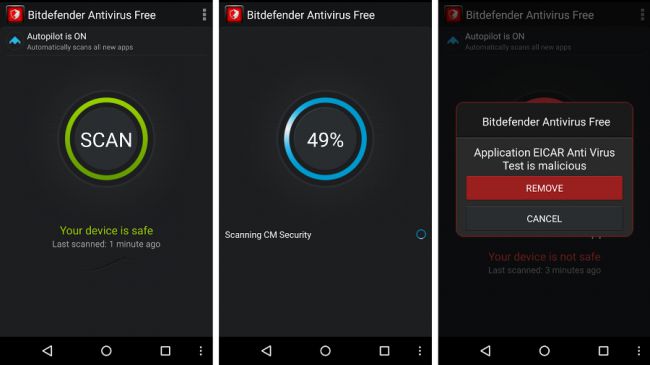 Bitdefender Antivirus Free
Autopilot is ON
Automatically scans all new apps
SCAN
Your device is safe
Last scanned: 1 minute ago
Bitdefender Antivirus Free
49%
Scanning CM Security
Bitdefender Antivirus Free
Autopilot is ON
Automatically scans all new apps
Bitdefender Antivirus Free
Application EICAR Anti Virus
Test is malicious
REMOVE
CANCEL
Your device is not safe
Last scanned: 3 minutes ago